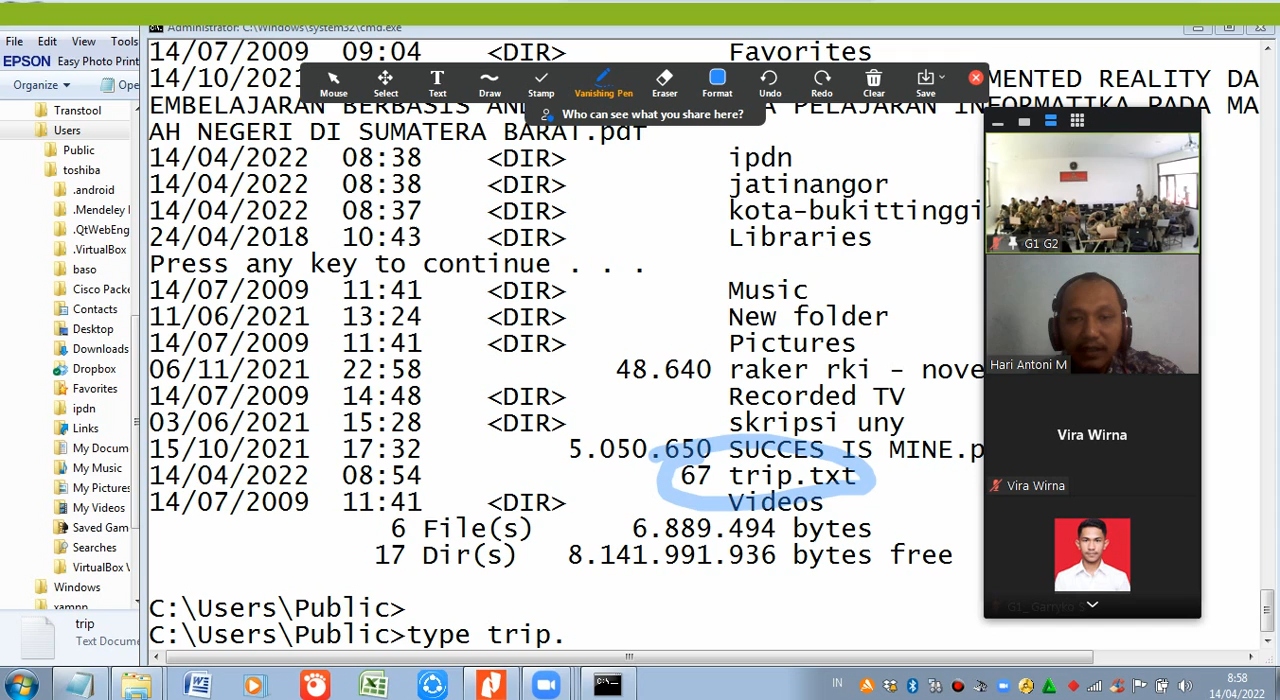 Administrator: C:\Windows\system32\cmd.exe
File Edit View Tools
EPSON Easy Photo Print
Organize Ope
Transtool
Users
Public
toshiba
.android
.Mendeley
.QtWebEng
.VirtualBox
baso
Cisco Packe
Contacts
Desktop
Downloads
Dropbox
Favorites
ipdn
Links
My Docum
My Music
My Pictures
My Videos
Saved Gam
Searches
VirtualBox V
Windows
xampp
trip
Text Docume
14/07/2009 09:04 <DIR> Favorites
14/10/2021 MENTED REALITY DA
EMBELAJARAN BERBASIS AND PELAJARAN INFORMATIKA PADA MA
AH NEGERI DI SUMATERA BARAT.pdf
14/04/2022 08:38 <DIR> ipdn
14/04/2022 08:38 <DIR> jatinangor
14/04/2022 08:37 <DIR> kota-bukittinggi
24/04/2018 10:43 <DIR> Libraries
Press any key to continue . . .
14/07/2009 11:41 <DIR> Music
11/06/2021 13:24 <DIR> New folder
14/07/2009 11:41 <DIR> Pictures
06/11/2021 22:58 48.640 raker rki - nove
14/07/2009 14:48 <DIR> Recorded TV
03/06/2021 15:28 <DIR> skripsi uny
15/10/2021 17:32 5.050.650 SUCCES IS MINE.p
14/04/2022 08:54 67 trip.txt
14/07/2009 11:41 <DIR> Videos
6 File(s) 6.889.494 bytes
17 Dir(s) 8.141.991.936 bytes free
C:\Users\Public>
C:\Users\Public>type trip.
Mouse Select Text Draw Stamp Vanishing Pen Eraser Format Undo Redo Clear Save
Who can see what you share here?
G1 G2
Hari Antoni M
Vira Wirna
Vira Wirna
G1_ Garryko S
IN
8:58
14/04/2022